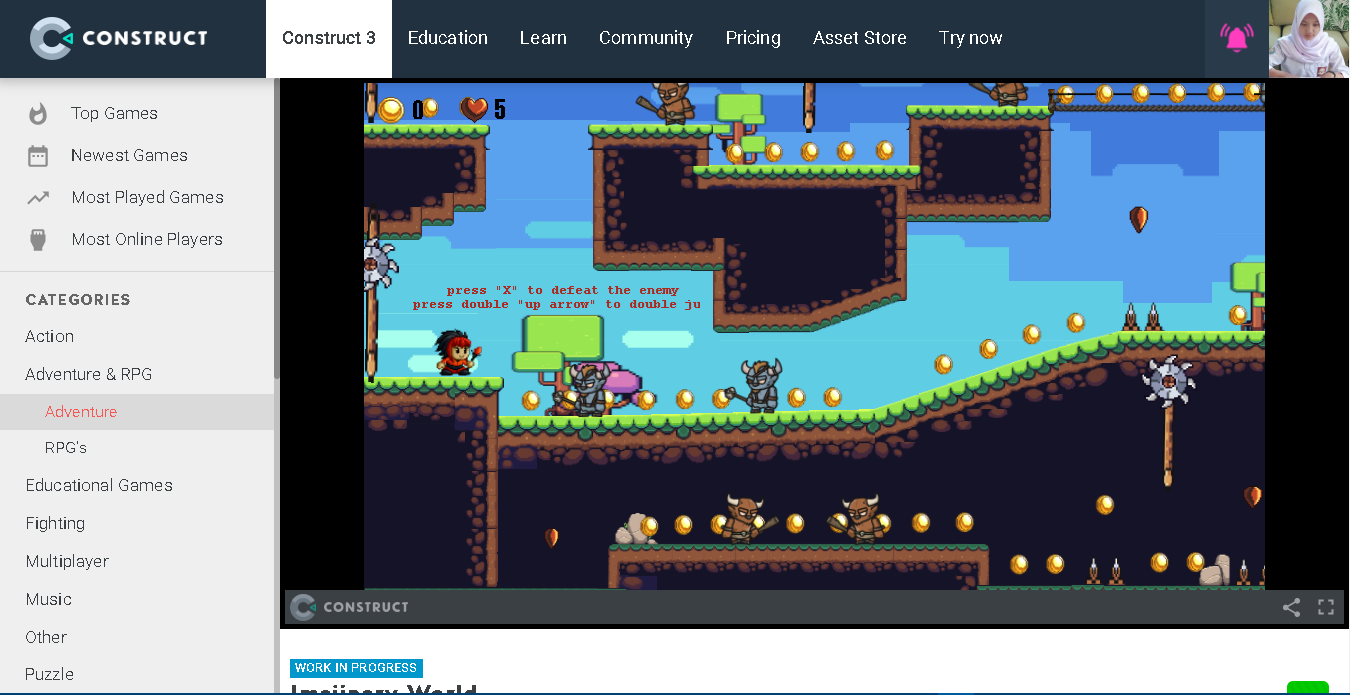 CONSTRUCT
Construct 3 Education Learn Community Pricing Asset Store Try now
Top Games
Newest Games
Most Played Games
Most Online Players
CATEGORIES
Action
Adventure & RPG
Adventure
RPG's
Educational Games
Fighting
Multiplayer
Music
Other
Puzzle
0 5
press "X" to defeat the enemy
press double "up arrow" to double ju
CONSTRUCT
WORK IN PROGRESS